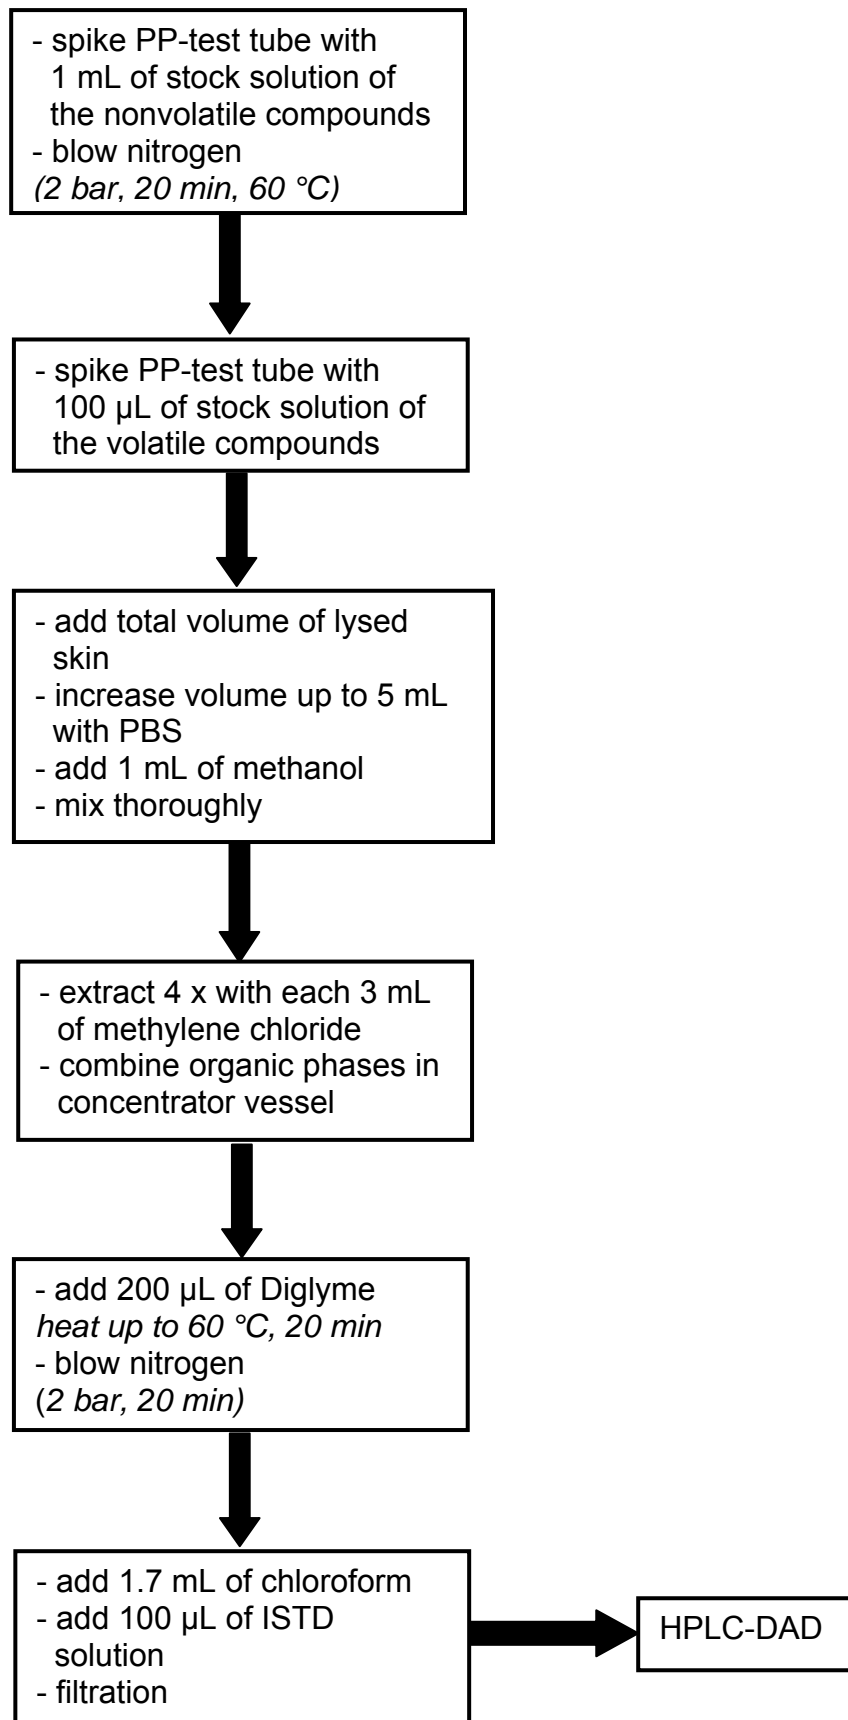 - spike PP-test tube with
1 mL of stock solution of
the nonvolatile compounds
- blow nitrogen
(2 bar, 20 min, 60 °C)
- spike PP-test tube with
100 µL of stock solution of
the volatile compounds
- add total volume of lysed
skin
- increase volume up to 5 mL
with PBS
- add 1 mL of methanol
- mix thoroughly
- extract 4 x with each 3 mL
of methylene chloride
- combine organic phases in
concentrator vessel
- add 200 µL of Diglyme
heat up to 60 °C, 20 min
- blow nitrogen
(2 bar, 20 min)
- add 1.7 mL of chloroform
- add 100 µL of ISTD
solution
- filtration
HPLC-DAD